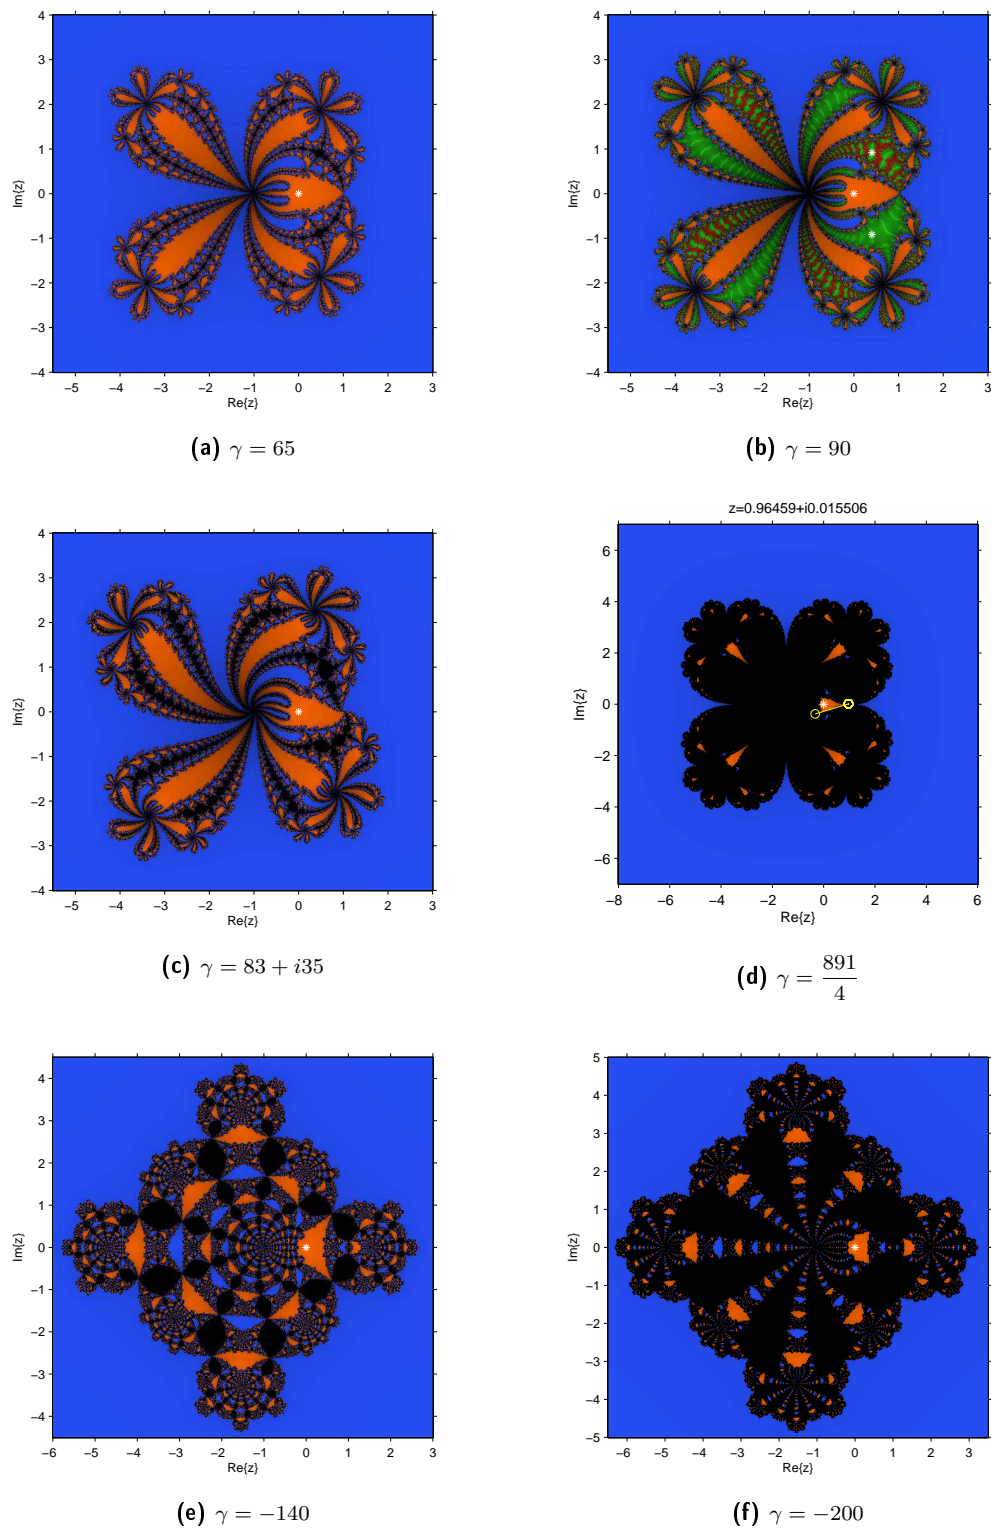 4
3
2
1
0
−1
−2
−3
−4
Im{z}
−5 −4 −3 −2 −1 0 1 2 3
Re{z}
(a) γ = 65
4
3
2
1
0
−1
−2
−3
−4
Im{z}
−5 −4 −3 −2 −1 0 1 2 3
Re{z}
(b) γ = 90
4
3
2
1
0
−1
−2
−3
−4
Im{z}
−5 −4 −3 −2 −1 0 1 2 3
Re{z}
(c) γ = 83 + i35
z=0.96459+i0.015506
6
4
2
0
−2
−4
−6
Im{z}
−8 −6 −4 −2 0 2 4 6
Re{z}
(d) γ = 891/4
4
3
2
1
0
−1
−2
−3
−4
Im{z}
−6 −5 −4 −3 −2 −1 0 1 2 3
Re{z}
(e) γ = −140
5
4
3
2
1
0
−1
−2
−3
−4
−5
Im{z}
−6 −5 −4 −3 −2 −1 0 1 2 3
Re{z}
(f) γ = −200